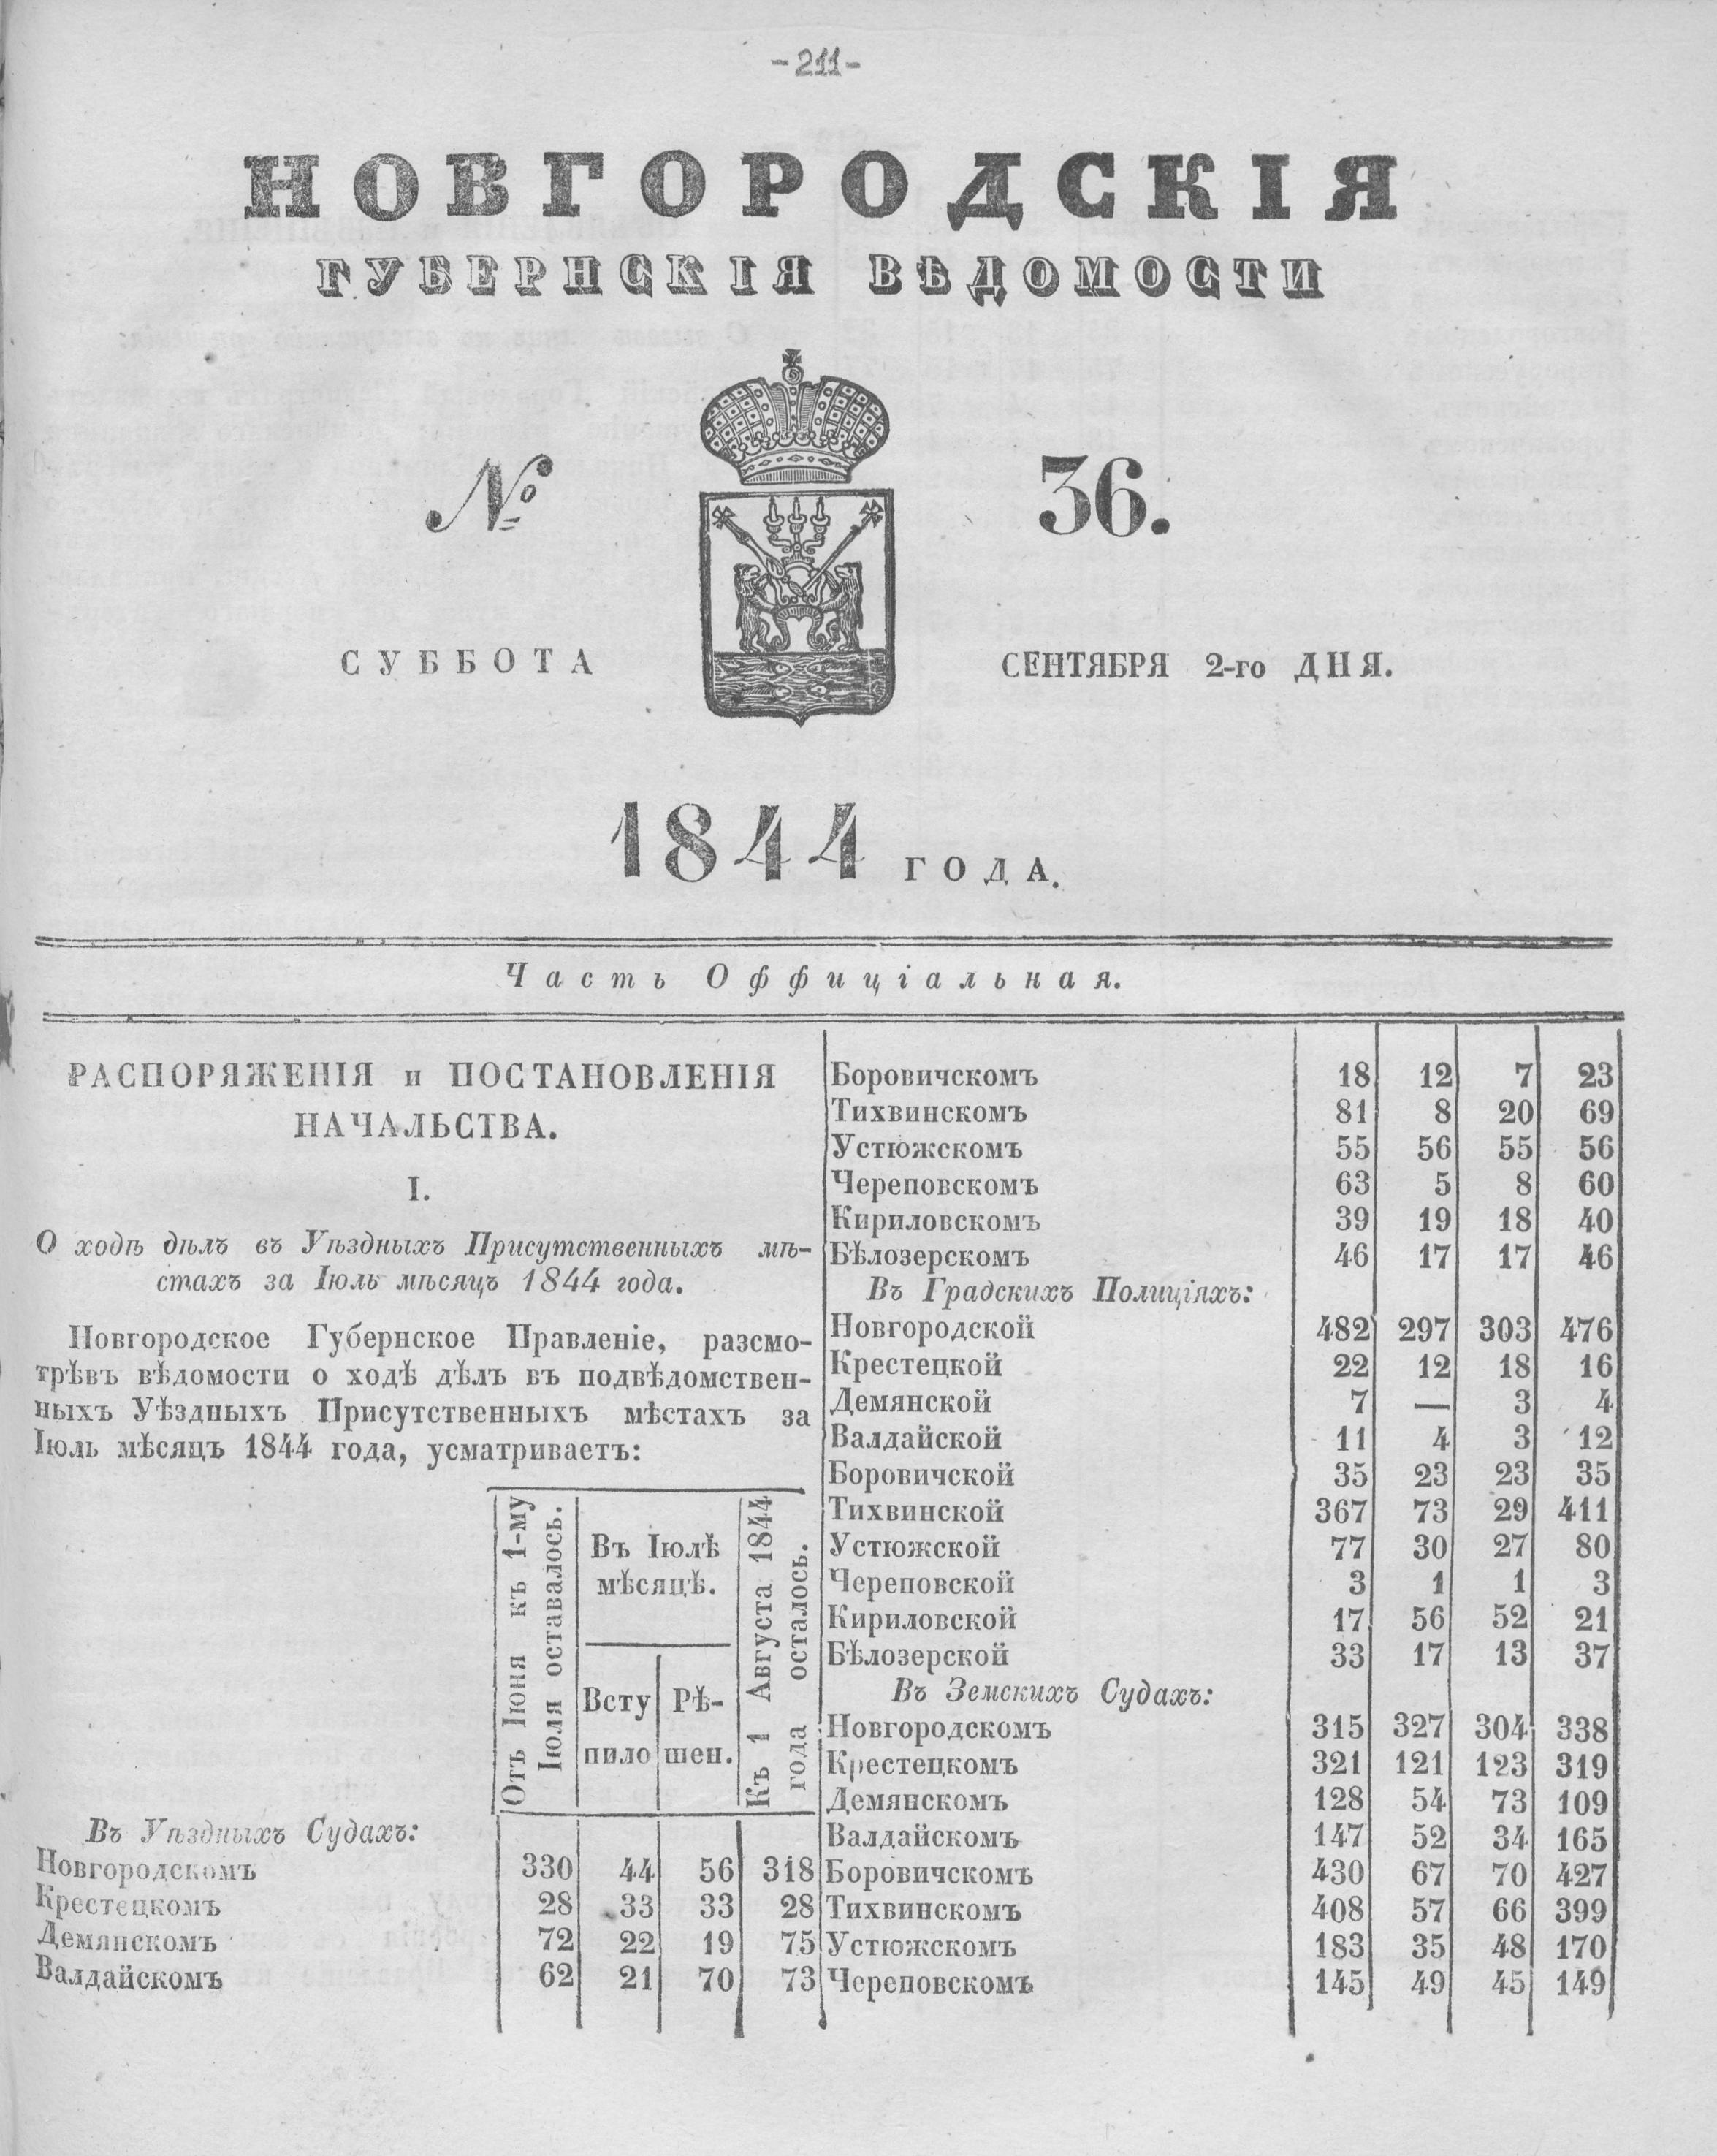 -211-
НОВГОРОДСКІЯ
ГУБЕРНСКІЯ ВѢДОМОСТИ
№ 36.
СУББОТА СЕНТЯБРЯ 2-го ДНЯ.
1844 ГОДА.
Часть Оффиціальная.
РАСПОРЯЖЕНІЯ и ПОСТАНОВЛЕНІЯ
НАЧАЛЬСТВА.
I.
О ходѣ дѣлъ въ Уѣздныхъ Присутственныхъ мѣ-
стахъ за Іюль мѣсяцъ 1844 года.
Новгородское Губернское Правленіе, разсмо-
трѣвъ вѣдомости о ходѣ дѣлъ въ подвѣдомствен-
ныхъ Уѣздныхъ Присутственныхъ мѣстахъ за
Іюль мѣсяцъ 1844 года, усматриваетъ:
Отъ Іюня къ 1-му
Іюля оставалось.
Въ Іюлѣ
мѣсяцѣ.
Всту
пило
Рѣ-
шен.
Къ 1 Августа 1844
года осталось.
Въ Уѣздныхъ Судахъ:
Новгородскомъ 330 44 56 318
Крестецкомъ 28 33 33 28
Демянскомъ 72 22 19 75
Валдайскомъ 62 21 70 73
Боровичскомъ 18 12 7 23
Тихвинскомъ 81 8 20 69
Устюжскомъ 55 56 55 56
Череповскомъ 63 5 8 60
Кириловскомъ 39 19 18 40
Бѣлозерскомъ 46 17 17 46
Въ Градскихъ Полиціяхъ:
Новгородской 482 297 303 476
Крестецкой 22 12 18 16
Демянской 7 — 3 4
Валдайской 11 4 3 12
Боровичской 35 23 23 35
Тихвинской 367 73 29 411
Устюжской 77 30 27 80
Череповской 3 1 1 3
Кириловской 17 56 52 21
Бѣлозерской 33 17 13 37
Въ Земскихъ Судахъ:
Новгородскомъ 315 327 304 338
Крестецкомъ 321 121 123 319
Демянскомъ 128 54 73 109
Валдайскомъ 147 52 34 165
Боровичскомъ 430 67 70 427
Тихвинскомъ 408 57 66 399
Устюжскомъ 183 35 48 170
Череповскомъ 145 49 45 149